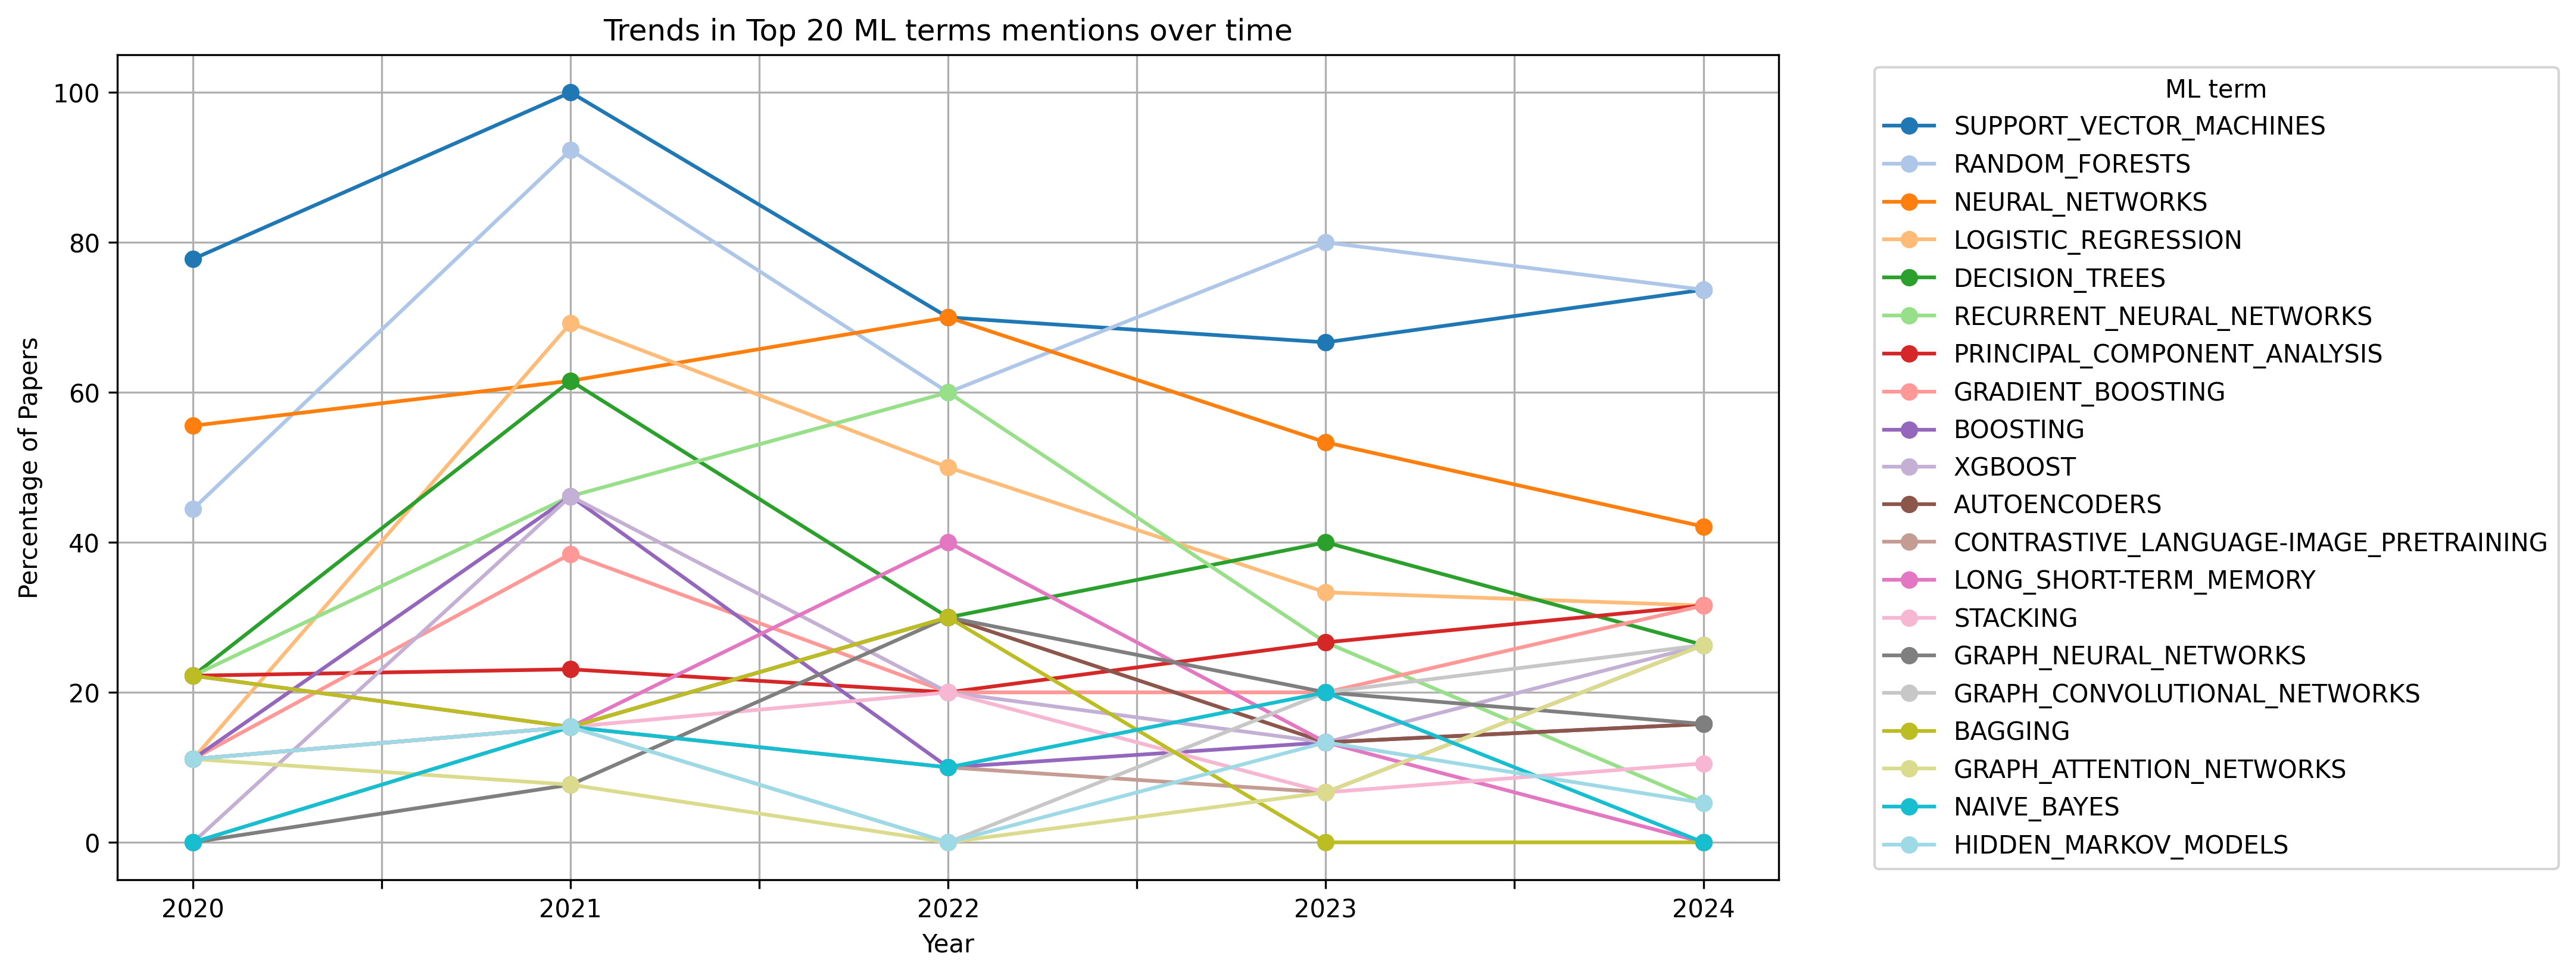 Trends in Top 20 ML terms mentions over time
Percentage of Papers
100
80
60
40
20
0
2020 2021 2022 2023 2024
Year
ML term
SUPPORT_VECTOR_MACHINES
RANDOM_FORESTS
NEURAL_NETWORKS
LOGISTIC_REGRESSION
DECISION_TREES
RECURRENT_NEURAL_NETWORKS
PRINCIPAL_COMPONENT_ANALYSIS
GRADIENT_BOOSTING
BOOSTING
XGBOOST
AUTOENCODERS
CONTRASTIVE_LANGUAGE-IMAGE_PRETRAINING
LONG_SHORT-TERM_MEMORY
STACKING
GRAPH_NEURAL_NETWORKS
GRAPH_CONVOLUTIONAL_NETWORKS
BAGGING
GRAPH_ATTENTION_NETWORKS
NAIVE_BAYES
HIDDEN_MARKOV_MODELS